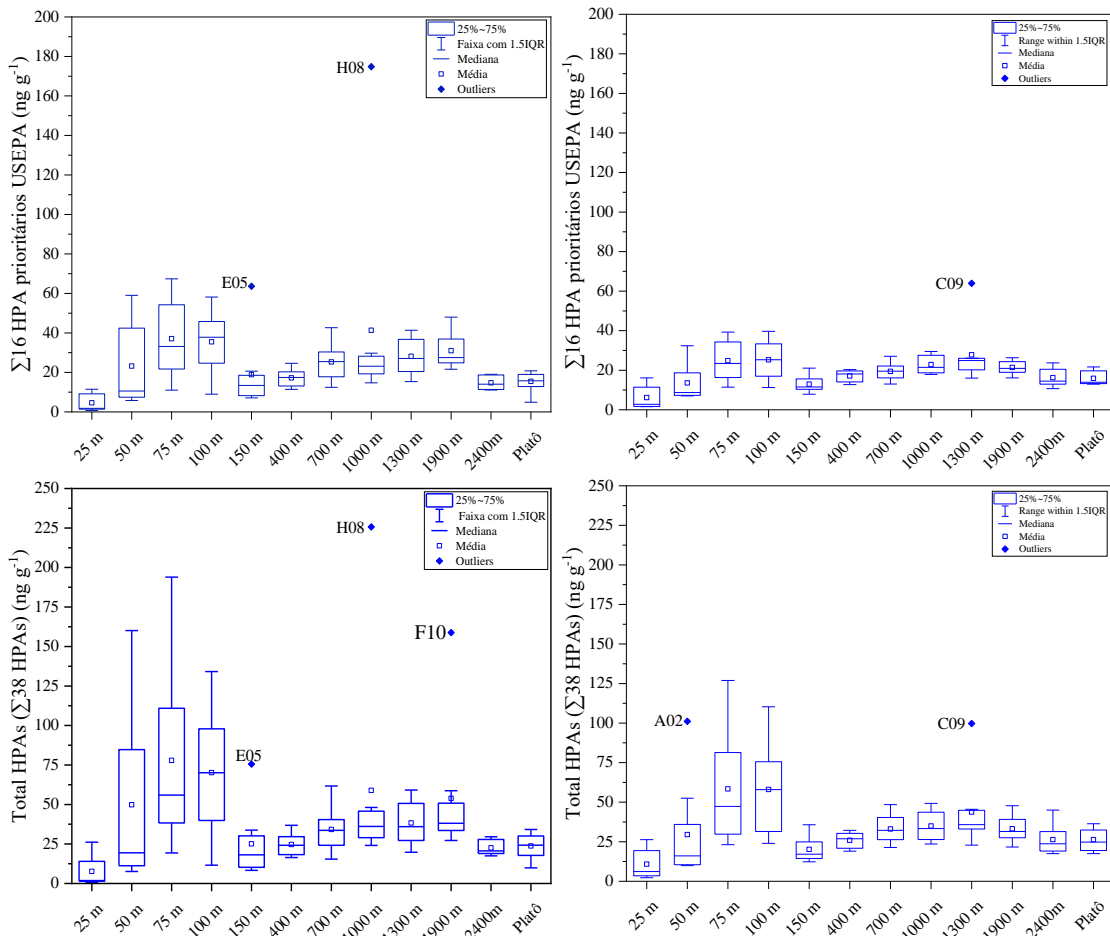 ∑16 HPA prioritários USEPA (ng g⁻¹)
200
180
160
140
120
100
80
60
40
20
0
25%~75%
Faixa com 1.5IQR
Mediana
Média
Outliers
H08
E05
25 m
50 m
75 m
100 m
150 m
400 m
700 m
1000 m
1300 m
1900 m
2400m
Platô
∑16 HPA prioritários USEPA (ng g⁻¹)
200
180
160
140
120
100
80
60
40
20
0
25%~75%
Range within 1.5IQR
Mediana
Média
Outliers
C09
25 m
50 m
75 m
100 m
150 m
400 m
700 m
1000 m
1300 m
1900 m
2400 m
Platô
Total HPAs (∑38 HPAs) (ng g⁻¹)
250
225
200
175
150
125
100
75
50
25
0
25%~75%
Faixa com 1.5IQR
Mediana
Média
Outliers
H08
F10
E05
25 m
50 m
75 m
100 m
150 m
400 m
700 m
1000 m
1300 m
1900 m
2400m
Platô
Total HPAs (∑38 HPAs) (ng g⁻¹)
250
225
200
175
150
125
100
75
50
25
0
25%~75%
Range within 1.5IQR
Mediana
Média
Outliers
A02
C09
25 m
50 m
75 m
100 m
150 m
400 m
700 m
1000 m
1300 m
1900 m
2400 m
Platô